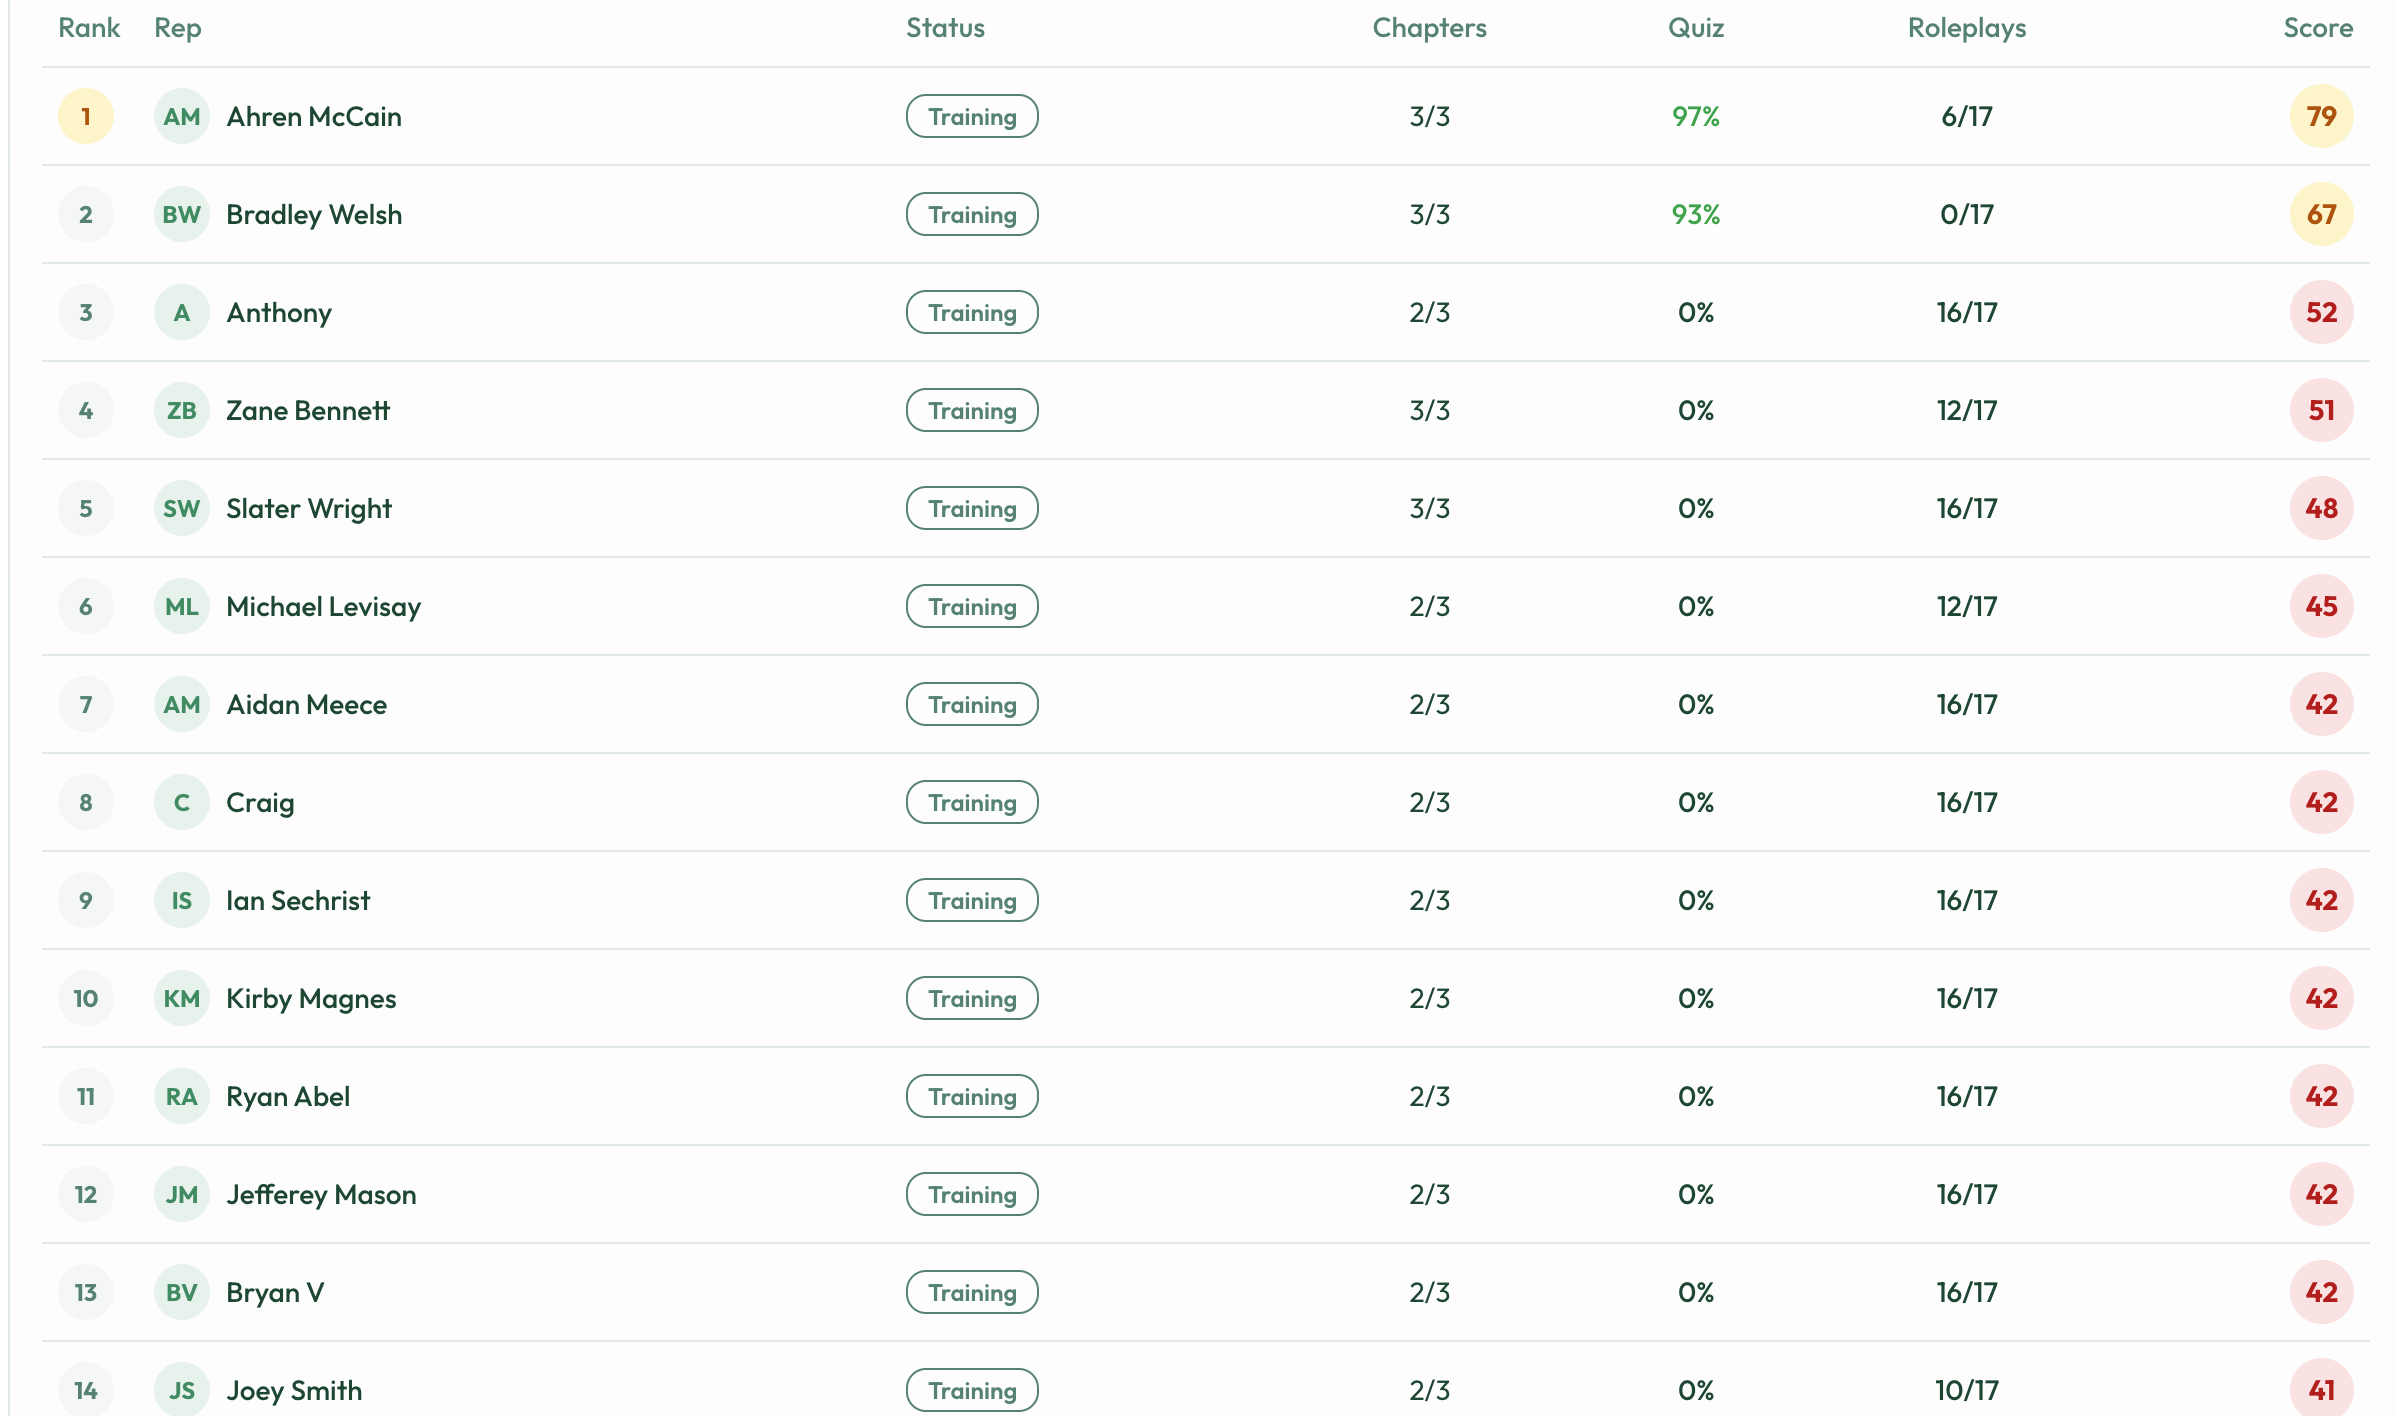 Rank Rep Status Chapters Quiz Roleplays Score
1 AM Ahren McCain Training 3/3 97% 6/17 79
2 BW Bradley Welsh Training 3/3 93% 0/17 67
3 A Anthony Training 2/3 0% 16/17 52
4 ZB Zane Bennett Training 3/3 0% 12/17 51
5 SW Slater Wright Training 3/3 0% 16/17 48
6 ML Michael Levisay Training 2/3 0% 12/17 45
7 AM Aidan Meece Training 2/3 0% 16/17 42
8 C Craig Training 2/3 0% 16/17 42
9 IS Ian Sechrist Training 2/3 0% 16/17 42
10 KM Kirby Magnes Training 2/3 0% 16/17 42
11 RA Ryan Abel Training 2/3 0% 16/17 42
12 JM Jefferey Mason Training 2/3 0% 16/17 42
13 BV Bryan V Training 2/3 0% 16/17 42
14 JS Joey Smith Training 2/3 0% 10/17 41